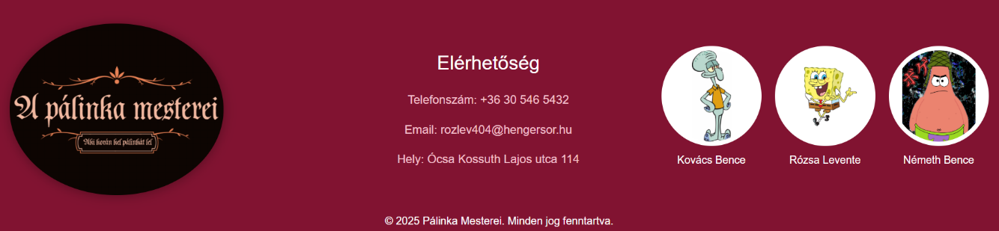 A pálinka mesterei
Aki korán kel pálinkát lel
Elérhetőség
Telefonszám: +36 30 546 5432
Email: rozlev404@hengersor.hu
Hely: Ócsa Kossuth Lajos utca 114
Kovács Bence
Rózsa Levente
Németh Bence
© 2025 Pálinka Mesterei. Minden jog fenntartva.